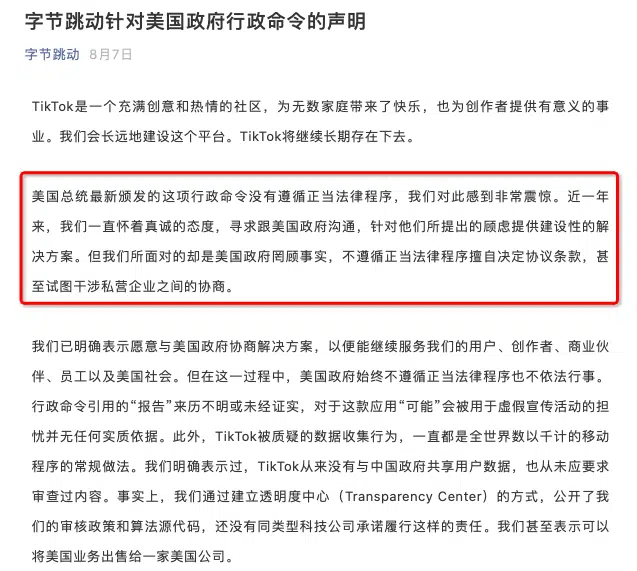 字节跳动针对美国政府行政命令的声明
字节跳动 8月7日
TikTok是一个充满创意和热情的社区，为无数家庭带来了快乐，也为创作者提供有意义的事
业。我们会长远地建设这个平台。TikTok将继续长期存在下去。
美国总统最新颁发的这项行政命令没有遵循正当法律程序，我们对此感到非常震惊。近一年
来，我们一直怀着真诚的态度，寻求跟美国政府沟通，针对他们所提出的顾虑提供建设性的解
决方案。但我们所面对的却是美国政府罔顾事实，不遵循正当法律程序擅自决定协议条款，甚
至试图干涉私营企业之间的协商。
我们已明确表示愿意与美国政府协商解决方案，以便能继续服务我们的用户、创作者、商业伙
伴、员工以及美国社会。但在这一过程中，美国政府始终不遵循正当法律程序也不依法行事。
行政命令引用的“报告”来历不明或未经证实，对于这款应用“可能”会被用于虚假宣传活动的担
忧并无任何实质依据。此外，TikTok被质疑的数据收集行为，一直都是全世界数以千计的移动
程序的常规做法。我们明确表示过，TikTok从来没有与中国政府共享用户数据，也从未应要求
审查过内容。事实上，我们通过建立透明度中心（Transparency Center）的方式，公开了我
们的审核政策和算法源代码，还没有同类型科技公司承诺履行这样的责任。我们甚至表示可以
将美国业务出售给一家美国公司。